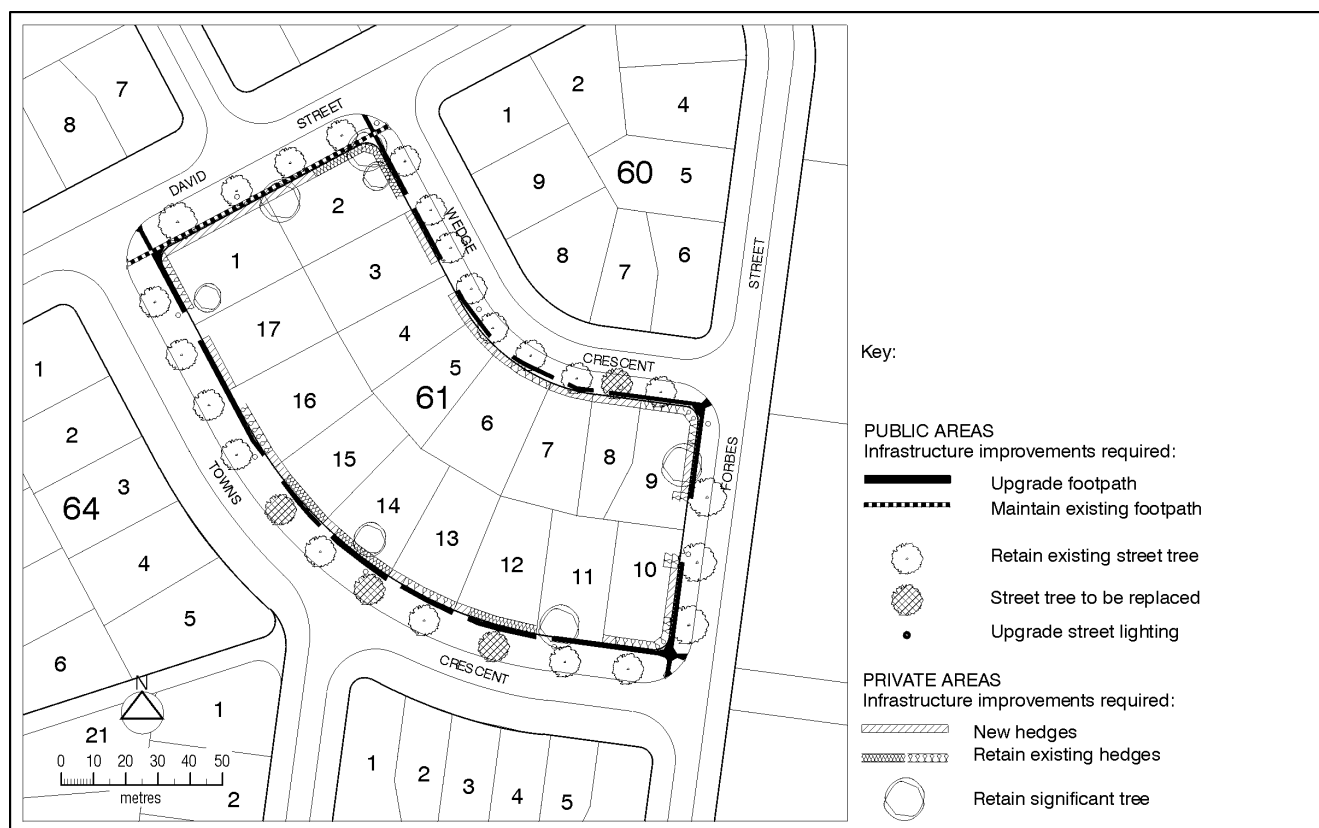 7
8
DAVID
STREET
1
2
4
9
60
5
8
7
6
WEDGE
CRESCENT
STREET
FORBES
2
1
3
17
4
5
16
61
6
15
7
8
9
14
13
12
11
10
TOWNS
CRESCENT
1
2
64
3
4
5
6
N
21
1
2
0 10 20 30 40 50
metres
1
2
3
4
5
Key:
PUBLIC AREAS
Infrastructure improvements required:
Upgrade footpath
Maintain existing footpath
Retain existing street tree
Street tree to be replaced
Upgrade street lighting
PRIVATE AREAS
Infrastructure improvements required:
New hedges
Retain existing hedges
Retain significant tree